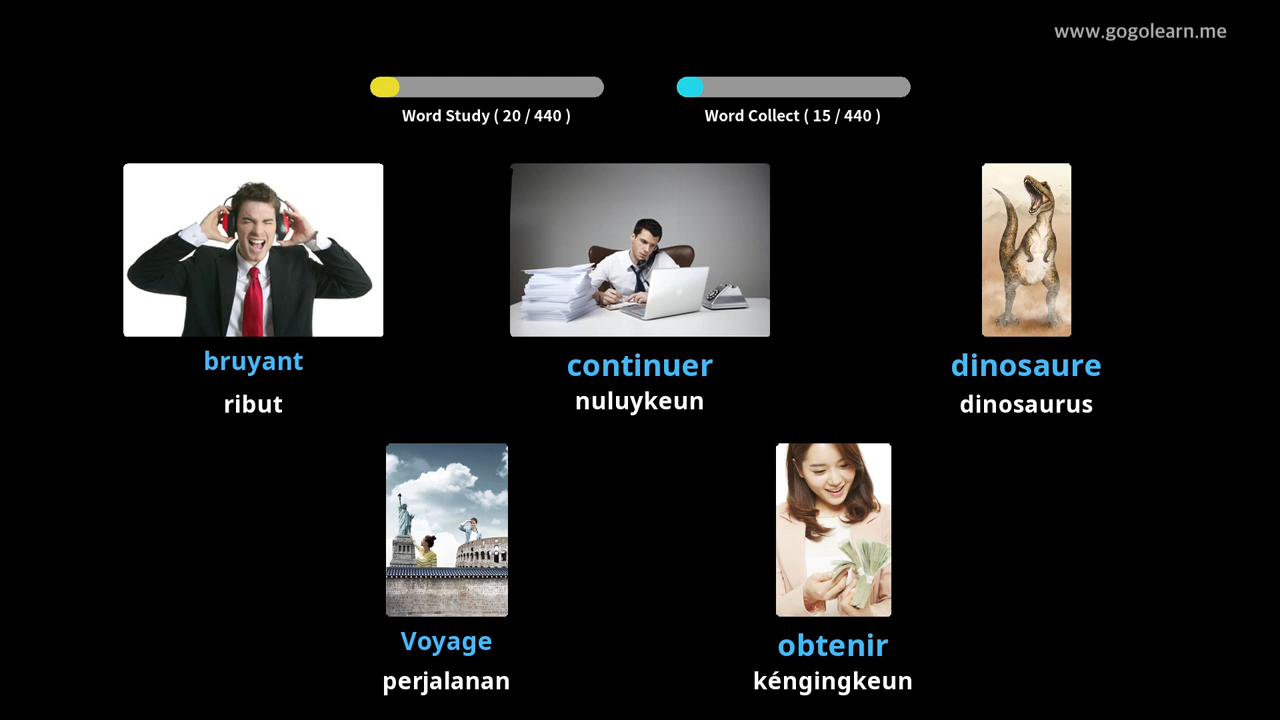 www.gogolearn.me
Word Study ( 20 / 440 )
Word Collect ( 15 / 440 )
bruyant
ribut
continuer
nuluykeun
dinosaure
dinosaurus
Voyage
perjalanan
obtenir
kéngingkeun